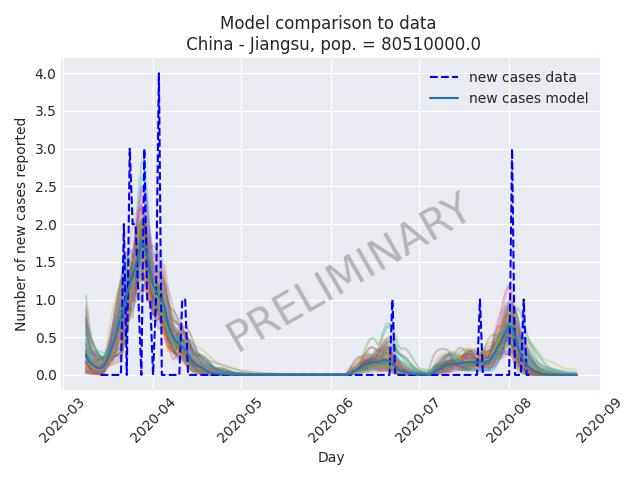 Model comparison to data
China - Jiangsu, pop. = 80510000.0
new cases data
new cases model
Number of new cases reported
4.0
3.5
3.0
2.5
2.0
1.5
1.0
0.5
0.0
PRELIMINARY
2020-03
2020-04
2020-05
2020-06
2020-07
2020-08
2020-09
Day